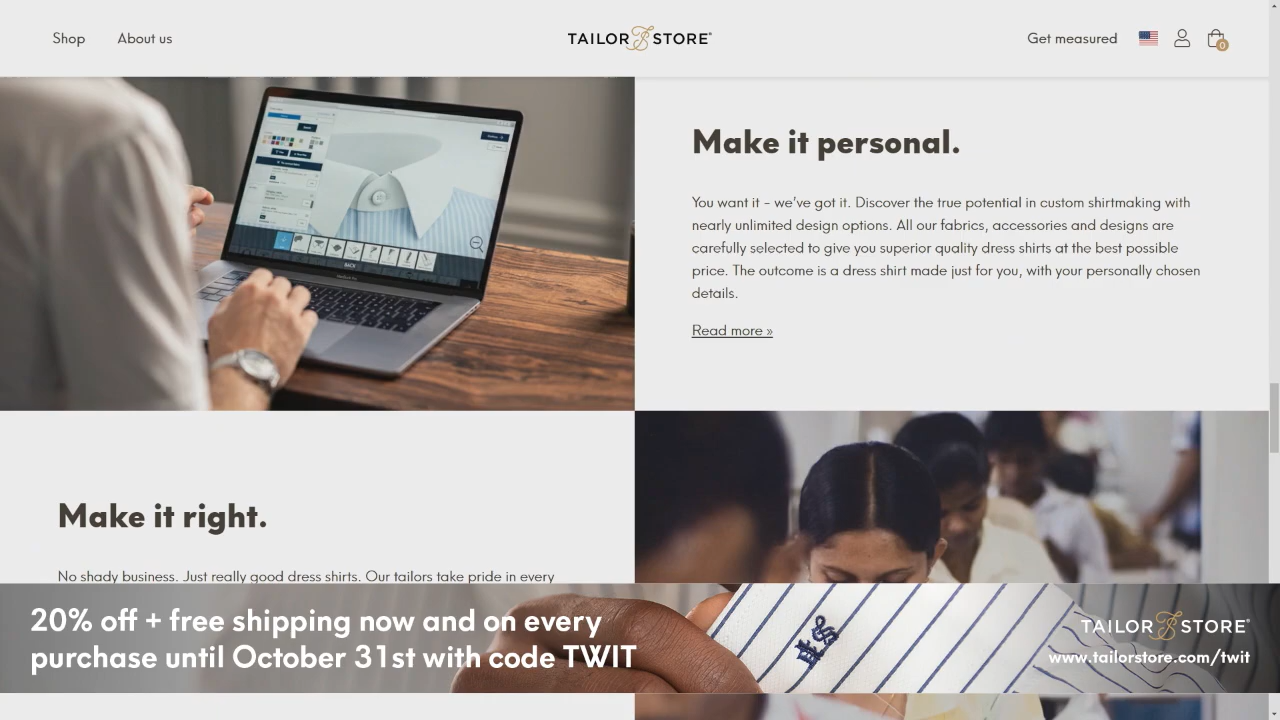 Shop
About us
TAILOR STORE®
Get measured
0
Make it personal.
You want it - we've got it. Discover the true potential in custom shirtmaking with
nearly unlimited design options. All our fabrics, accessories and designs are
carefully selected to give you superior quality dress shirts at the best possible
price. The outcome is a dress shirt made just for you, with your personally chosen
details.
Read more »
BACK
Make it right.
No shady business. Just really good dress shirts. Our tailors take pride in every
20% off + free shipping now and on every
purchase until October 31st with code TWIT
TAILOR STORE®
www.tailorstore.com/twit